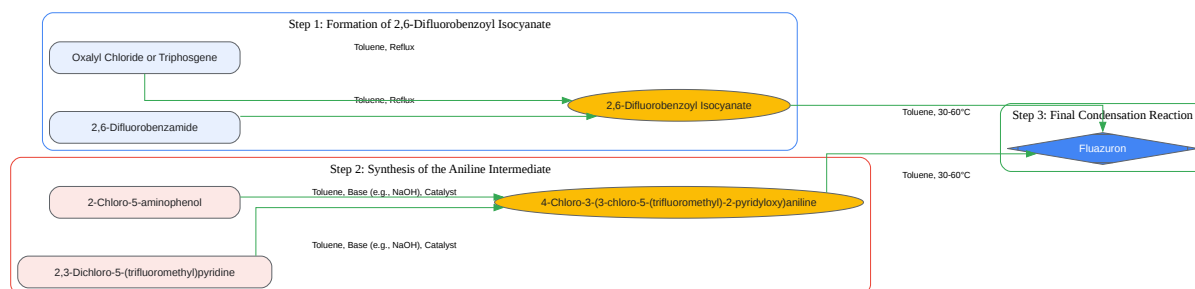 Step 1: Formation of 2,6-Difluorobenzoyl Isocyanate
Oxalyl Chloride or Triphosgene
Toluene, Reflux
Toluene, Reflux
2,6-Difluorobenzoyl Isocyanate
2,6-Difluorobenzamide
Toluene, 30-60°C
Step 3: Final Condensation Reaction
Fluazuron
Toluene, 30-60°C
Step 2: Synthesis of the Aniline Intermediate
2-Chloro-5-aminophenol
Toluene, Base (e.g., NaOH), Catalyst
4-Chloro-3-(3-chloro-5-(trifluoromethyl)-2-pyridyloxy)aniline
Toluene, Base (e.g., NaOH), Catalyst
2,3-Dichloro-5-(trifluoromethyl)pyridine